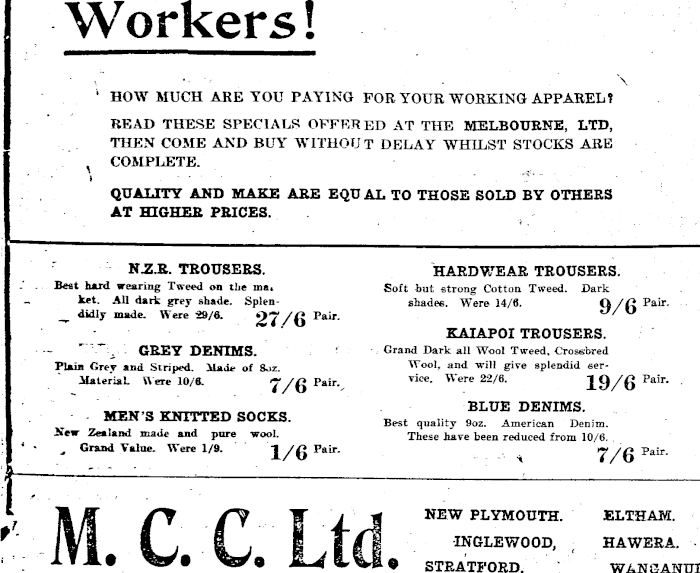 Workers!
HOW MUCH ARE YOU PAYING FOR YOUR WORKING APPAREL?
READ THESE SPECIALS OFFERED AT THE MELBOURNE, LTD,
THEN COME AND BUY WITHOUT DELAY WHILST STOCKS ARE
COMPLETE.
QUALITY AND MAKE ARE EQUAL TO THOSE SOLD BY OTHERS
AT HIGHER PRICES.
N.Z.R. TROUSERS.
Best hard wearing Tweed on the mar
ket. All dark grey shade. Splen-
didly made. Were 29/6. 27/6 Pair.
GREY DENIMS.
Plain Grey and Striped. Made of 8oz.
Material. Were 10/6. 7/6 Pair.
MEN'S KNITTED SOCKS.
New Zealand made and pure wool.
Grand Value. Were 1/9. 1/6 Pair.
HARDWEAR TROUSERS.
Soft but strong Cotton Tweed. Dark
shades. Were 14/6. 9/6 Pair.
KAIAPOI TROUSERS.
Grand Dark all Wool Tweed, Crossbred
Wool, and will give splendid ser-
vice. Were 22/6. 19/6 Pair.
BLUE DENIMS.
Best quality 9oz. American Denim.
These have been reduced from 10/6.
7/6 Pair.
M. C. C. Ltd.
NEW PLYMOUTH. ELTHAM.
INGLEWOOD, HAWERA.
STRATFORD. WANGANUI